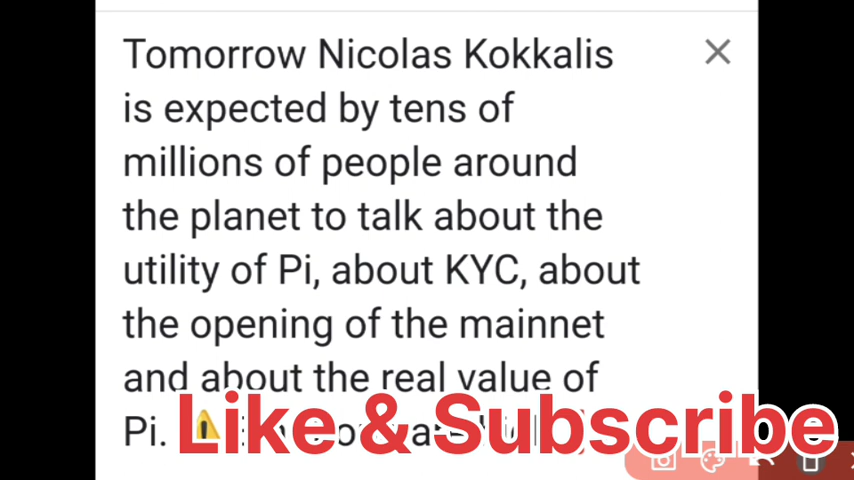 Tomorrow Nicolas Kokkalis
is expected by tens of
millions of people around
the planet to talk about the
utility of Pi, about KYC, about
the opening of the mainnet
and about the real value of
Pi.
Like & Subscribe